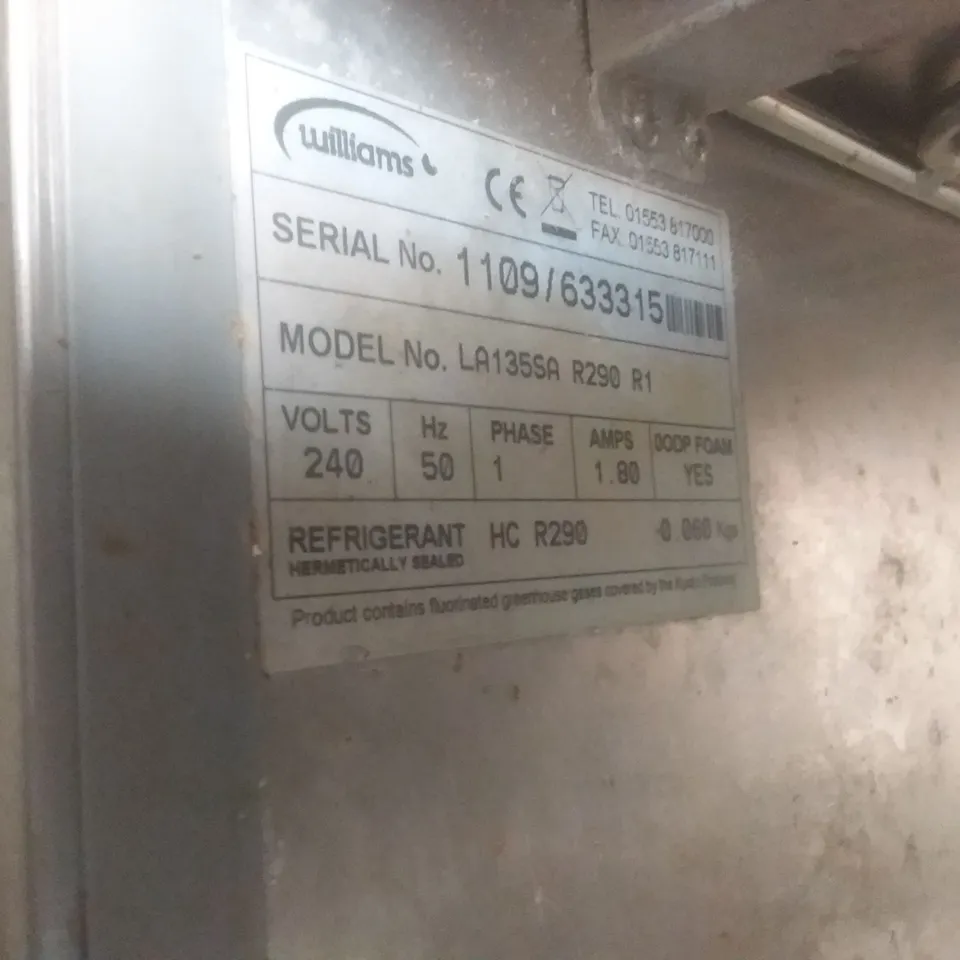 williams
CE
TEL. 01553 817000
FAX. 01553 817111
SERIAL No. 1109/633315
MODEL No. LA135SA R290 R1
VOLTS Hz PHASE AMPS 0ODP FOAM
240 50 1 1.80 YES
REFRIGERANT HC R290
HERMETICALLY SEALED
Product contains fluorinated greenhouse gases covered by the